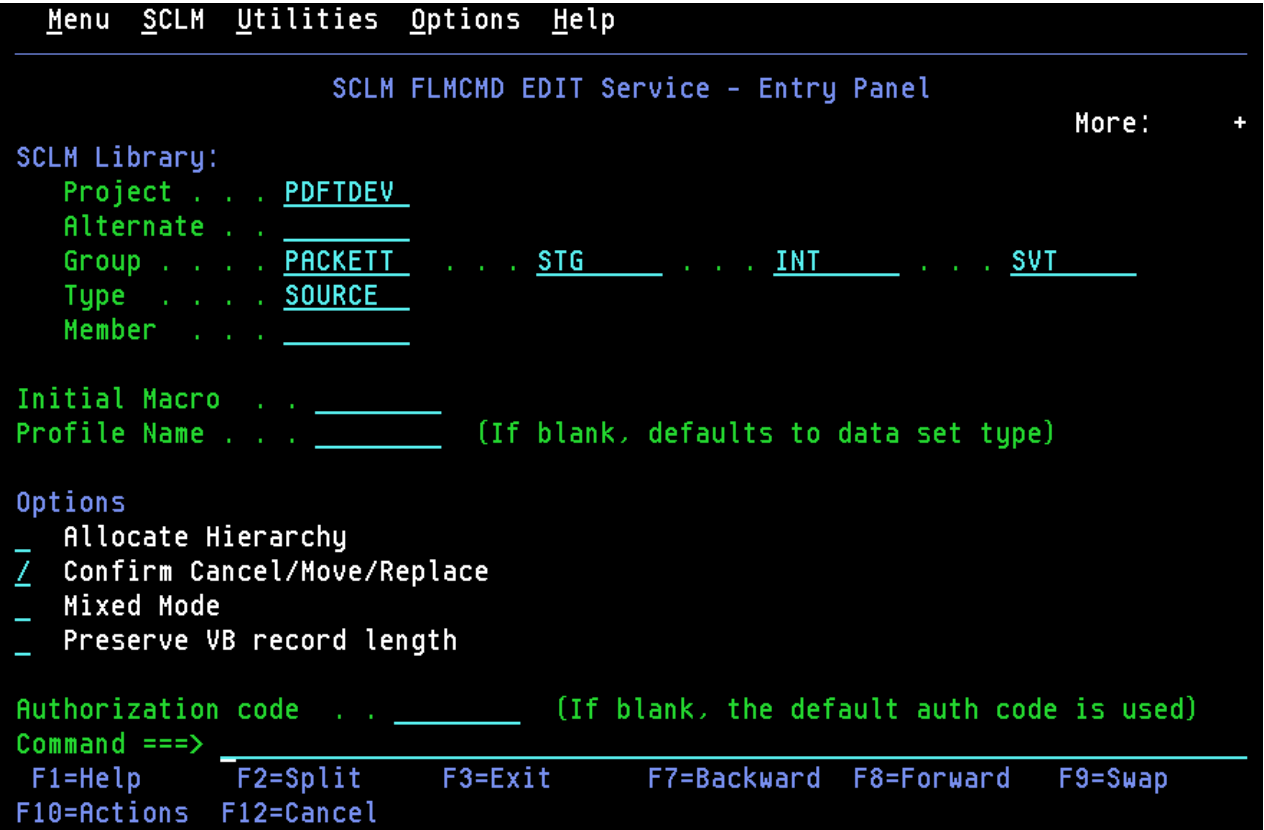 Menu SCLM Utilities Options Help
SCLM FLMCMD EDIT Service - Entry Panel
More: +
SCLM Library:
Project . . . PDFTDEV
Alternate . .
Group . . . . PACKETT . . . STG . . . INT . . . SVT
Type . . . . SOURCE
Member . . .
Initial Macro . .
Profile Name . . . (If blank, defaults to data set type)
Options
_ Allocate Hierarchy
/ Confirm Cancel/Move/Replace
_ Mixed Mode
_ Preserve VB record length
Authorization code . . (If blank, the default auth code is used)
Command ===>
F1=Help F2=Split F3=Exit F7=Backward F8=Forward F9=Swap
F10=Actions F12=Cancel